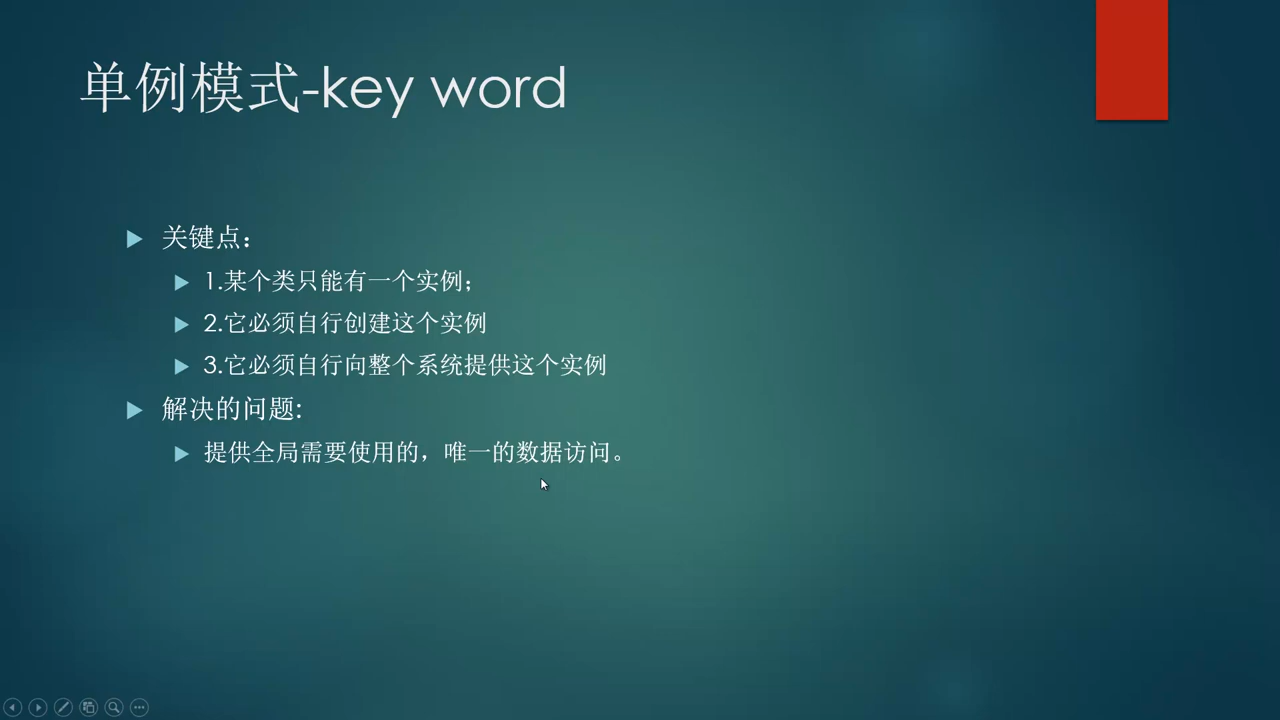 单例模式-key word
关键点：
1.某个类只能有一个实例；
2.它必须自行创建这个实例
3.它必须自行向整个系统提供这个实例
解决的问题:
提供全局需要使用的，唯一的数据访问。